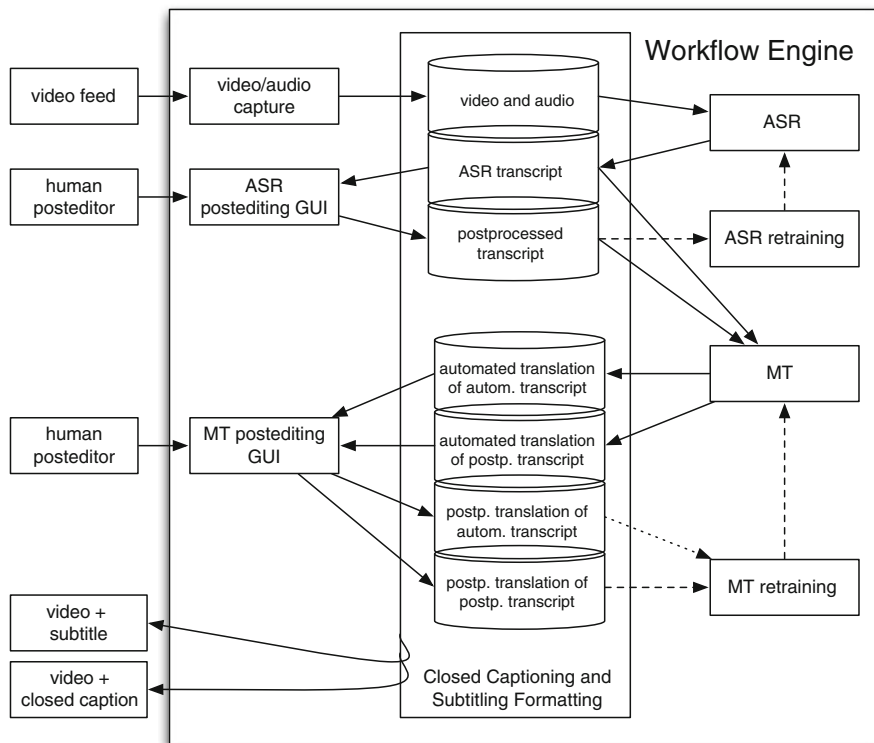 Workflow Engine
video feed
video/audio
capture
video and audio
ASR
human
posteditor
ASR
postediting GUI
ASR transcript
postprocessed
transcript
ASR retraining
automated translation
of autom. transcript
MT
human
posteditor
MT postediting
GUI
automated translation
of postp. transcript
postp. translation of
autom. transcript
postp. translation of
postp. transcript
MT retraining
video +
subtitle
video +
closed caption
Closed Captioning and
Subtitling Formatting